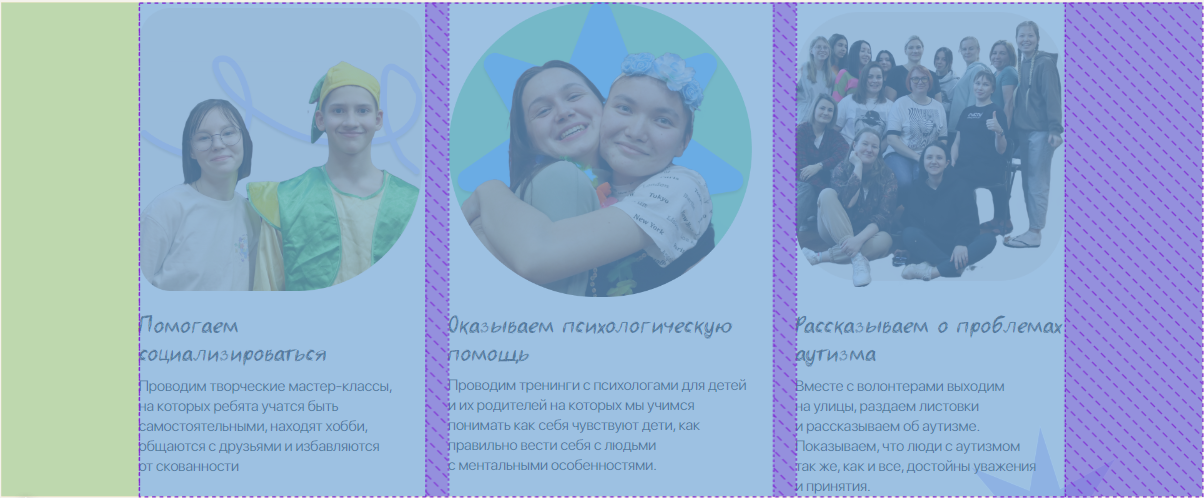 Помогаем
социализироваться
Проводим творческие мастер-классы,
на которых ребята учатся быть
самостоятельными, находят хобби,
общаются с друзьями и избавляются
от скованности
Оказываем психологическую
помощь
Проводим тренинги с психологами для детей
и их родителей на которых мы учимся
понимать как себя чувствуют дети, как
правильно вести себя с людьми
с ментальными особенностями.
Рассказываем о проблемах
аутизма
Вместе с волонтерами выходим
на улицы, раздаем листовки
и рассказываем об аутизме.
Показываем, что люди с аутизмом
так же, как и все, достойны уважения
и принятия.
Tokyo
New York